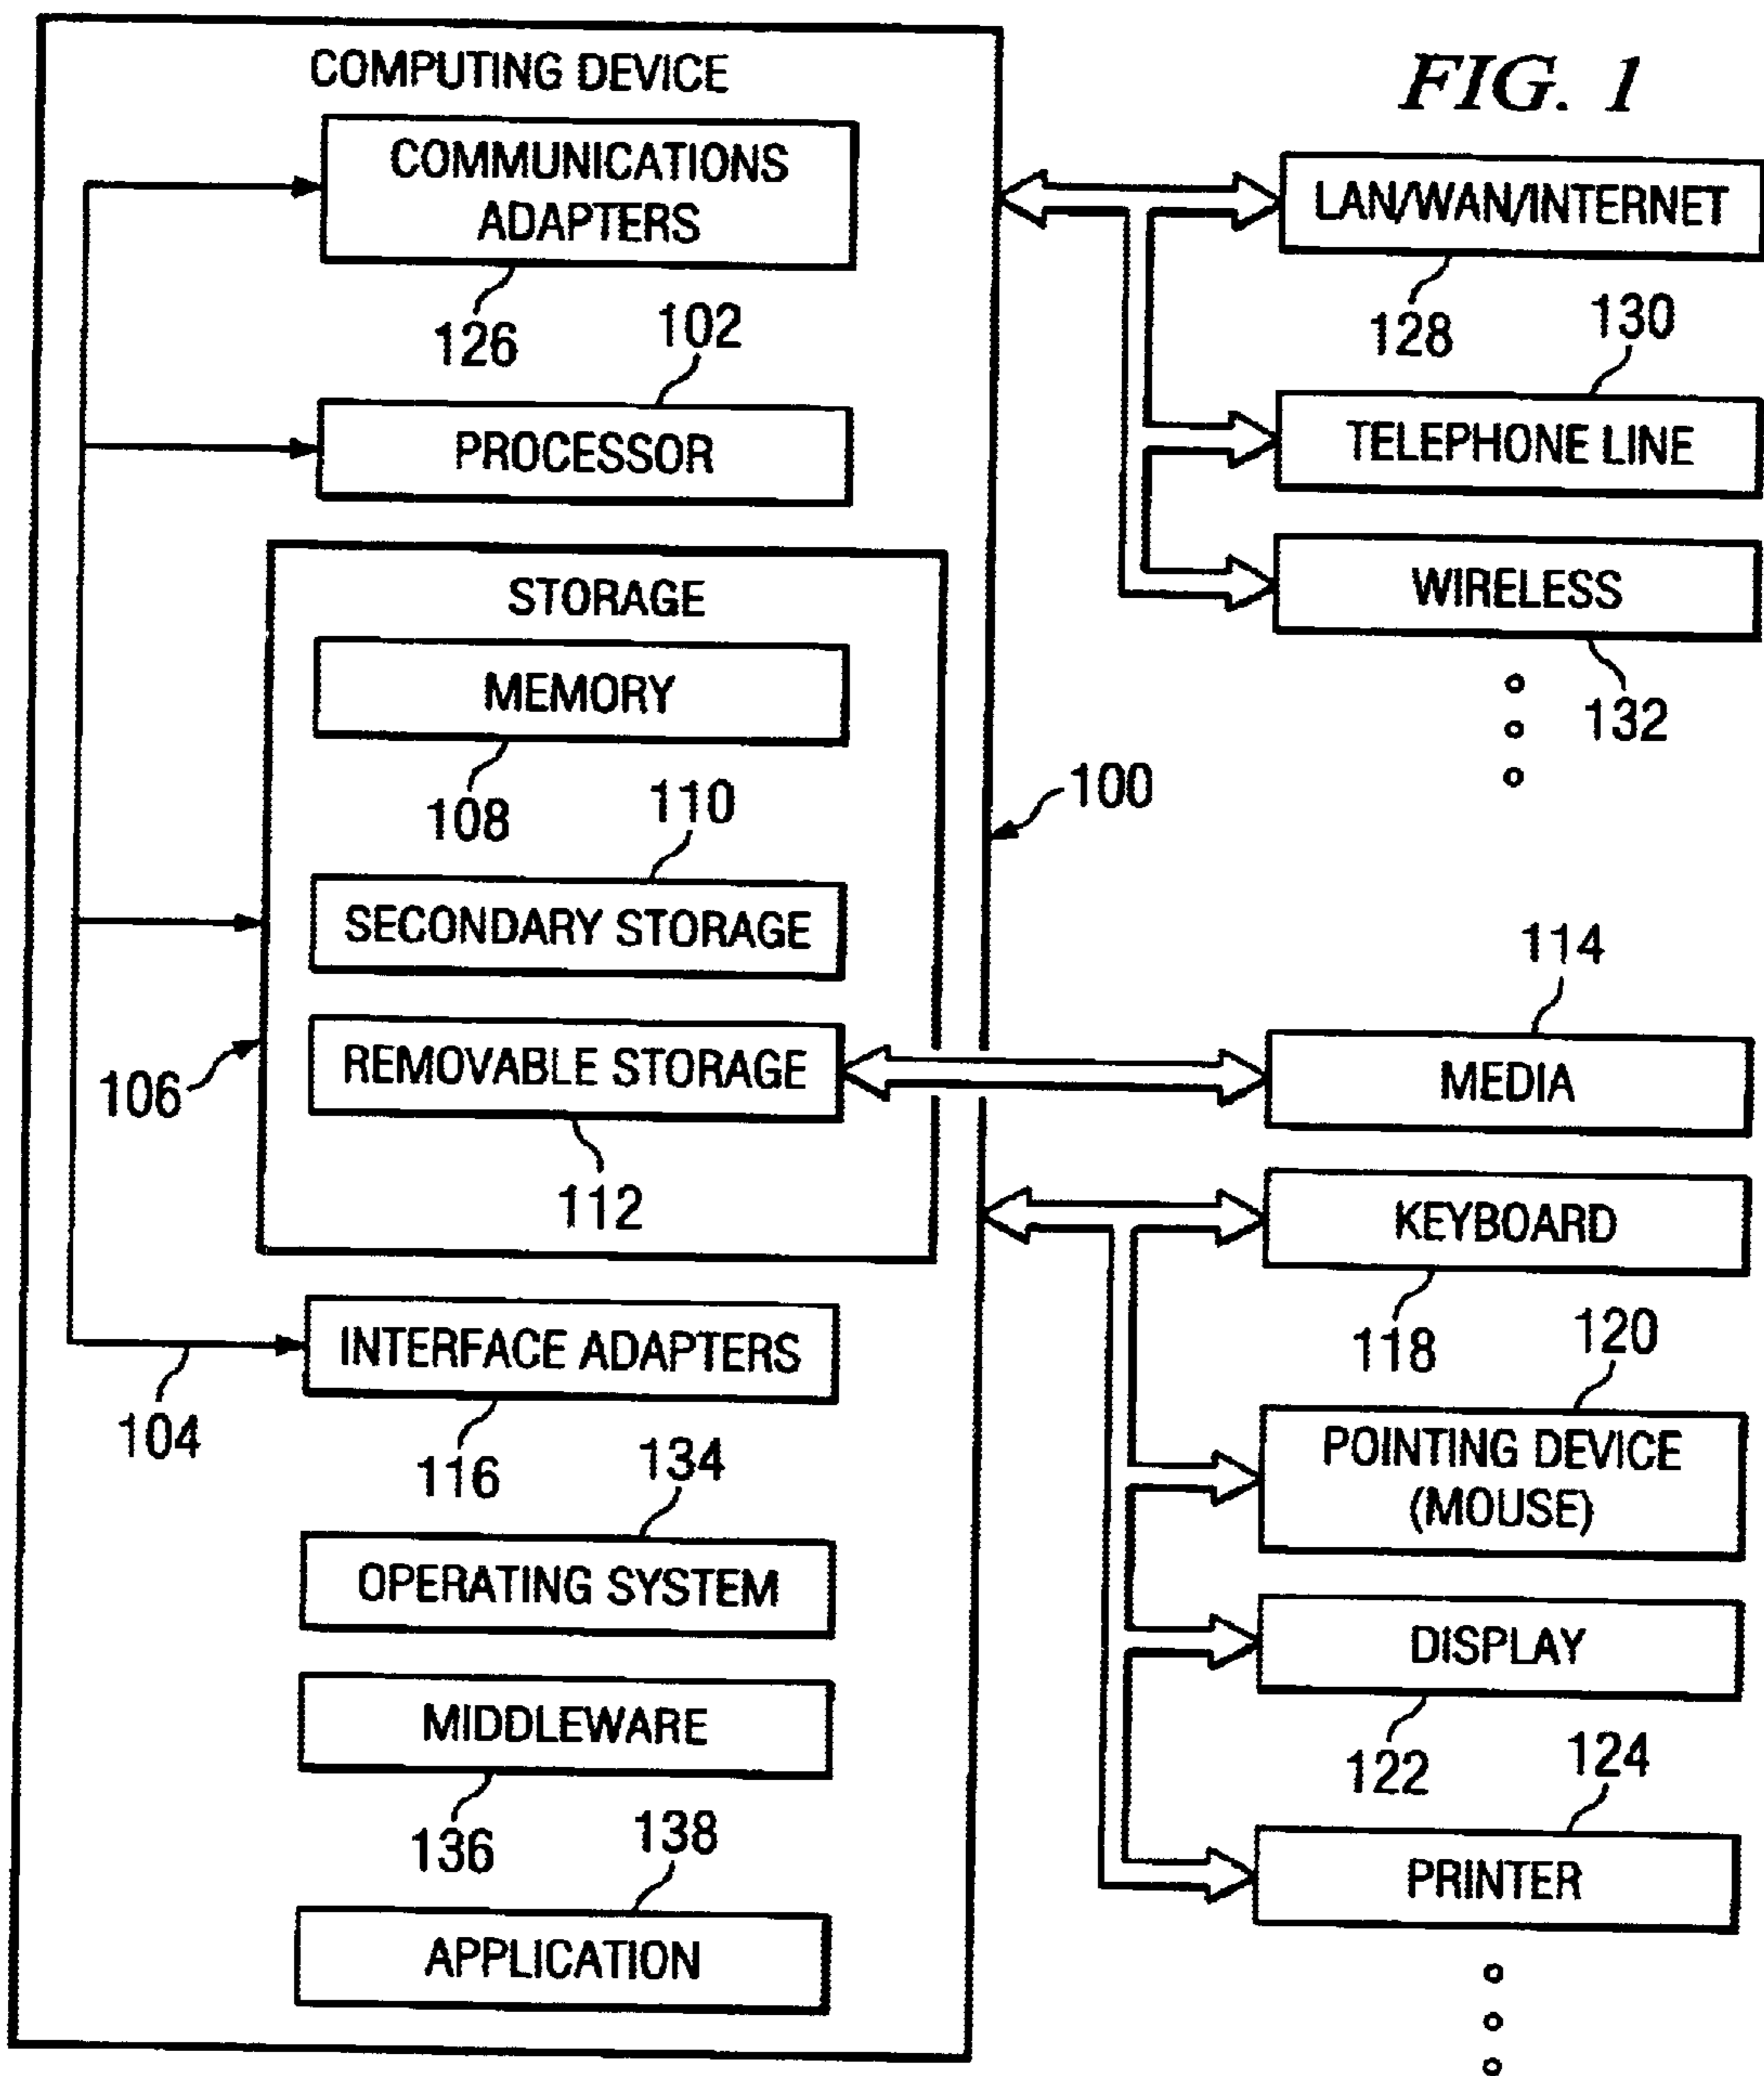 FIG. 1
COMPUTING DEVICE
COMMUNICATIONS
ADAPTERS
126
102
PROCESSOR
STORAGE
MEMORY
108
110
SECONDARY STORAGE
REMOVABLE STORAGE
112
106
100
INTERFACE ADAPTERS
104
116
134
OPERATING SYSTEM
MIDDLEWARE
136
138
APPLICATION
LAN/WAN/INTERNET
128
130
TELEPHONE LINE
WIRELESS
132
114
MEDIA
KEYBOARD
118
120
POINTING DEVICE
(MOUSE)
DISPLAY
122
124
PRINTER